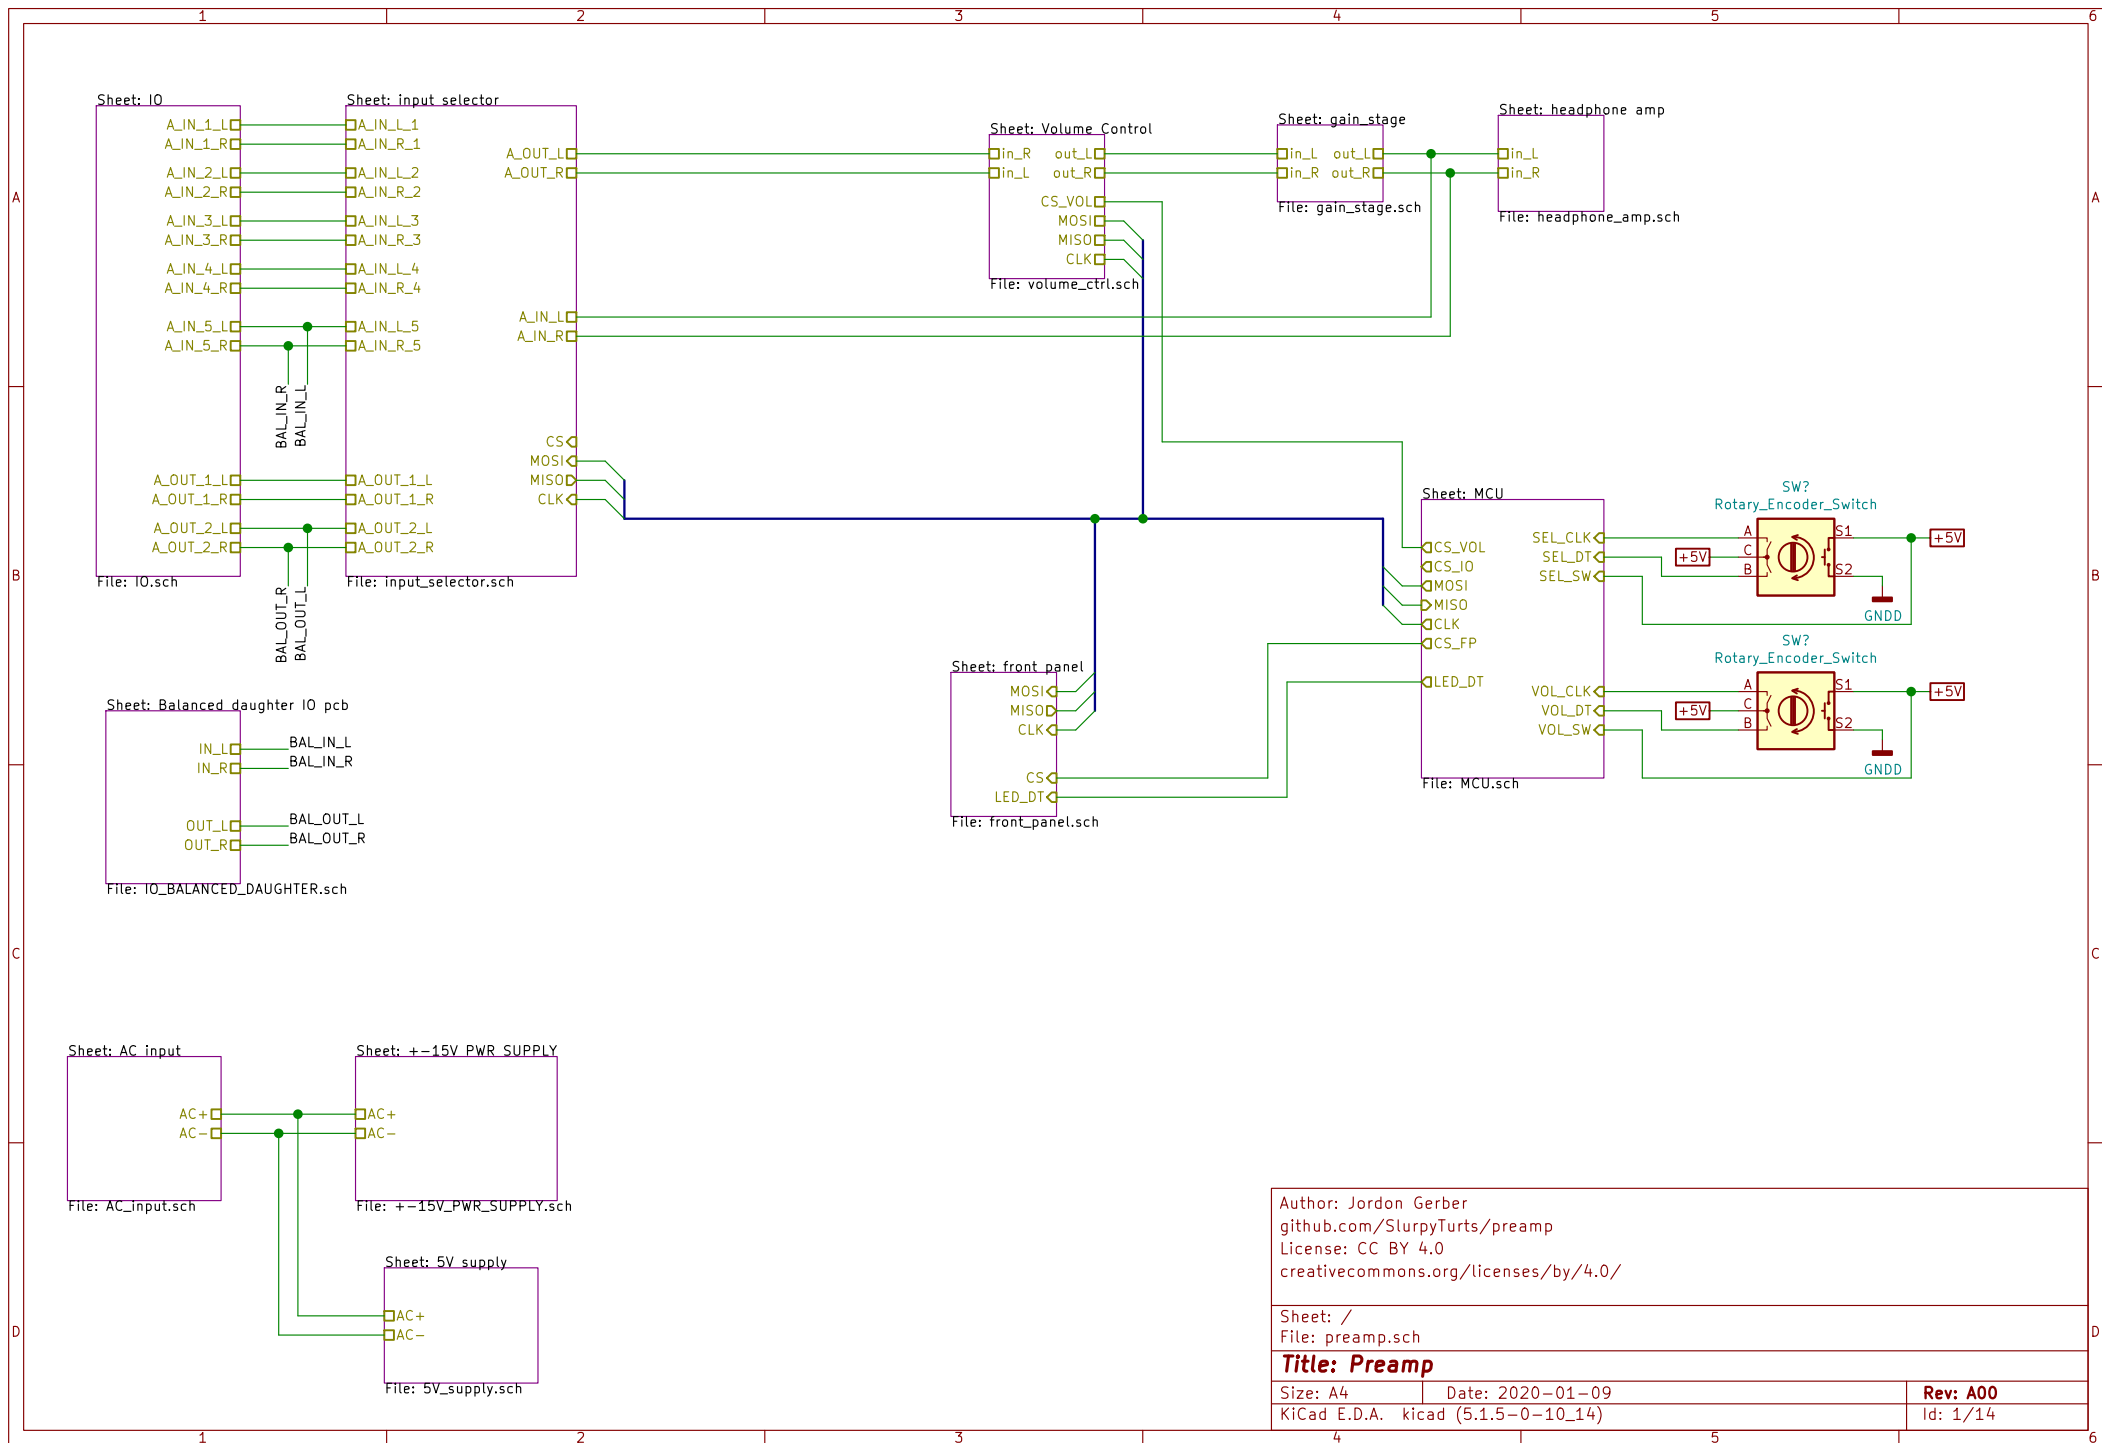 1 2 3 4 5 6
A
B
C
D
Sheet: IO
A_IN_1_L
A_IN_1_R
A_IN_2_L
A_IN_2_R
A_IN_3_L
A_IN_3_R
A_IN_4_L
A_IN_4_R
A_IN_5_L
A_IN_5_R
A_OUT_1_L
A_OUT_1_R
A_OUT_2_L
A_OUT_2_R
File: IO.sch
BAL_IN_R
BAL_IN_L
BAL_OUT_R
BAL_OUT_L
Sheet: input selector
A_IN_L_1
A_IN_R_1
A_IN_L_2
A_IN_R_2
A_IN_L_3
A_IN_R_3
A_IN_L_4
A_IN_R_4
A_IN_L_5
A_IN_R_5
A_OUT_1_L
A_OUT_1_R
A_OUT_2_L
A_OUT_2_R
A_OUT_L
A_OUT_R
A_IN_L
A_IN_R
CS
MOSI
MISO
CLK
File: input_selector.sch
Sheet: Volume Control
in_R
in_L
out_L
out_R
CS_VOL
MOSI
MISO
CLK
File: volume_ctrl.sch
Sheet: gain_stage
in_L
in_R
out_L
out_R
File: gain_stage.sch
Sheet: headphone amp
in_L
in_R
File: headphone_amp.sch
Sheet: MCU
CS_VOL
CS_IO
MOSI
MISO
CLK
CS_FP
LED_DT
SEL_CLK
SEL_DT
SEL_SW
VOL_CLK
VOL_DT
VOL_SW
File: MCU.sch
SW?
Rotary_Encoder_Switch
A
C
B
S1
S2
+5V
+5V
GNDD
SW?
Rotary_Encoder_Switch
A
C
B
S1
S2
+5V
+5V
GNDD
Sheet: front panel
MOSI
MISO
CLK
CS
LED_DT
File: front_panel.sch
Sheet: Balanced daughter IO pcb
IN_L
IN_R
OUT_L
OUT_R
BAL_IN_L
BAL_IN_R
BAL_OUT_L
BAL_OUT_R
File: IO_BALANCED_DAUGHTER.sch
Sheet: AC input
AC+
AC-
File: AC_input.sch
Sheet: +-15V PWR SUPPLY
AC+
AC-
File: +-15V_PWR_SUPPLY.sch
Sheet: 5V supply
AC+
AC-
File: 5V_supply.sch
Author: Jordon Gerber
github.com/SlurpyTurts/preamp
License: CC BY 4.0
creativecommons.org/licenses/by/4.0/
Sheet: /
File: preamp.sch
Title: Preamp
Size: A4 Date: 2020-01-09 Rev: A00
KiCad E.D.A. kicad (5.1.5-0-10_14) Id: 1/14
A
B
C
D
1 2 3 4 5 6